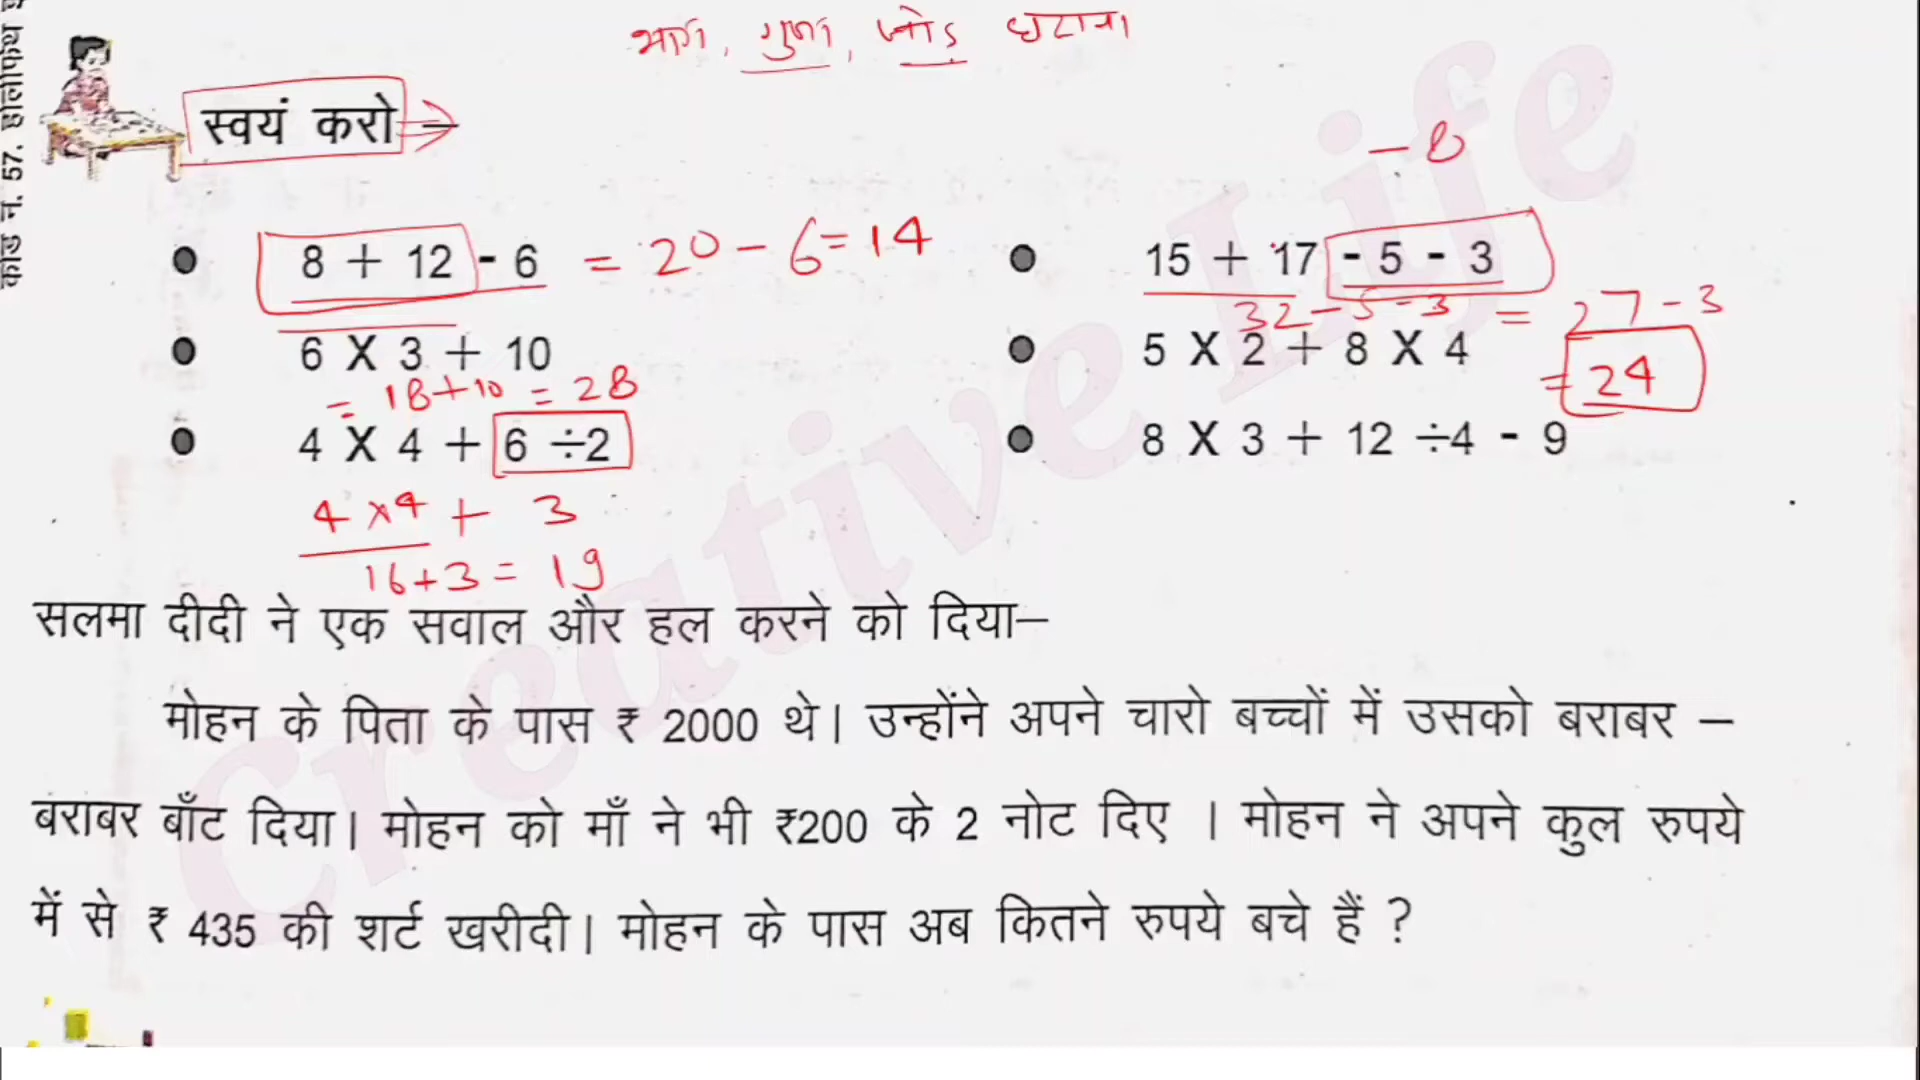 भाग, गुणा, जोड घटाना
कोड नं. 57.
स्वयं करो –
– 8
8 + 12 - 6 = 20 – 6 = 14
15 + 17 - 5 - 3
32 – 5 – 3 = 27 – 3
6 X 3 + 10
5 X 2 + 8 X 4
= 24
= 18 + 10 = 28
4 X 4 + 6 ÷2
8 X 3 + 12 ÷4 - 9
4 x 4 + 3
16 + 3 = 19
सलमा दीदी ने एक सवाल और हल करने को दिया–
मोहन के पिता के पास ₹ 2000 थे। उन्होंने अपने चारो बच्चों में उसको बराबर –
बराबर बाँट दिया। मोहन को माँ ने भी ₹200 के 2 नोट दिए । मोहन ने अपने कुल रुपये
में से ₹ 435 की शर्ट खरीदी। मोहन के पास अब कितने रुपये बचे हैं ?
Creative Life